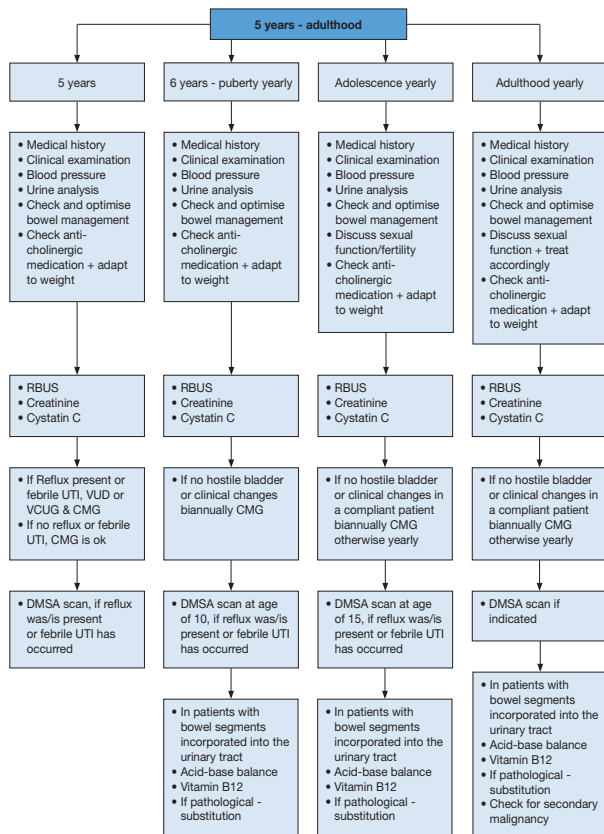 5 years - adulthood
5 years
6 years - puberty yearly
Adolescence yearly
Adulthood yearly
• Medical history
• Clinical examination
• Blood pressure
• Urine analysis
• Check and optimise
bowel management
• Check anti-
cholinergic
medication + adapt
to weight
• Medical history
• Clinical examination
• Blood pressure
• Urine analysis
• Check and optimise
bowel management
• Check anti-
cholinergic
medication + adapt
to weight
• Medical history
• Clinical examination
• Blood pressure
• Urine analysis
• Check and optimise
bowel management
• Discuss sexual
function/fertility
• Check anti-
cholinergic
medication + adapt
to weight
• Medical history
• Clinical examination
• Blood pressure
• Urine analysis
• Check and optimise
bowel management
• Discuss sexual
function + treat
accordingly
• Check anti-
cholinergic
medication + adapt
to weight
• RBUS
• Creatinine
• Cystatin C
• RBUS
• Creatinine
• Cystatin C
• RBUS
• Creatinine
• Cystatin C
• RBUS
• Creatinine
• Cystatin C
• If Reflux present or
febrile UTI, VUD or
VCUG & CMG
• If no reflux or febrile
UTI, CMG is ok
• If no hostile bladder
or clinical changes
biannually CMG
• If no hostile bladder
or clinical changes in
a compliant patient
biannually CMG
otherwise yearly
• If no hostile bladder
or clinical changes in
a compliant patient
biannually CMG
otherwise yearly
• DMSA scan, if reflux
was/is present
or febrile UTI has
occurred
• DMSA scan at age
of 10, if reflux was/is
present or febrile UTI
has occurred
• DMSA scan at age
of 15, if reflux was/is
present or febrile UTI
has occurred
• DMSA scan if
indicated
• In patients with
bowel segments
incorporated into the
urinary tract
• Acid-base balance
• Vitamin B12
• If pathological -
substitution
• In patients with
bowel segments
incorporated into the
urinary tract
• Acid-base balance
• Vitamin B12
• If pathological -
substitution
• In patients with
bowel segments
incorporated into the
urinary tract
• Acid-base balance
• Vitamin B12
• If pathological -
substitution
• Check for secondary
malignancy